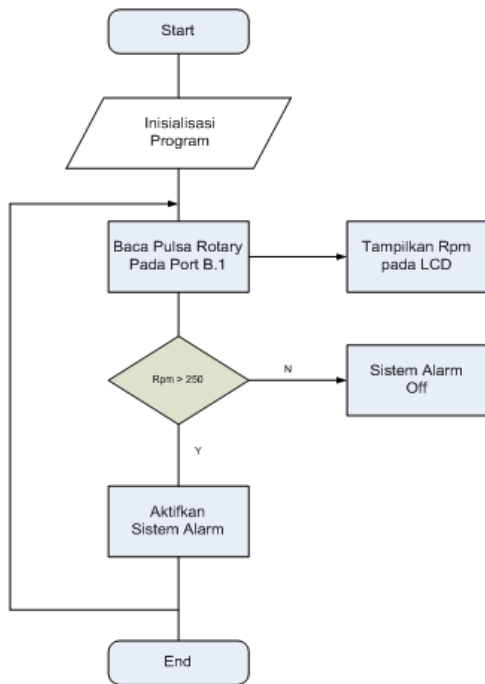 Start
Inisialisasi
Program
Baca Pulsa Rotary
Pada Port B.1
Tampilkan Rpm
pada LCD
Rpm > 250
N
Sistem Alarm
Off
Y
Aktifkan
Sistem Alarm
End